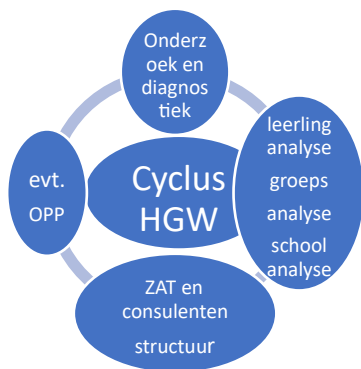 Onderz
oek en
diagnos
tiek
leerling
analyse
groeps
analyse
school
analyse
ZAT en
consulenten
structuur
evt.
OPP
Cyclus
HGW